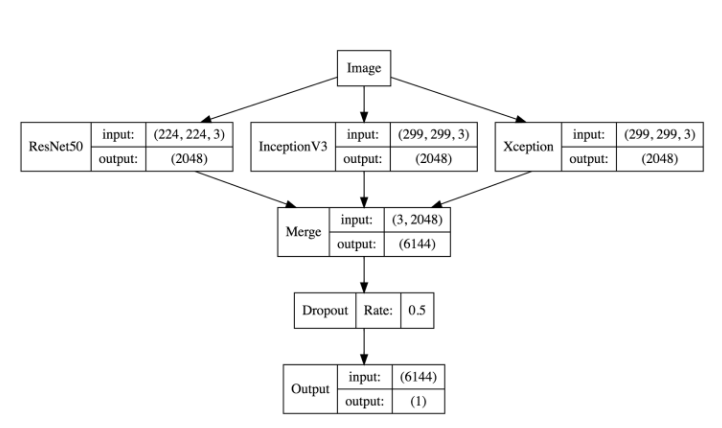 Image
ResNet50
input: (224, 224, 3)
output: (2048)
InceptionV3
input: (299, 299, 3)
output: (2048)
Xception
input: (299, 299, 3)
output: (2048)
Merge
input: (3, 2048)
output: (6144)
Dropout Rate: 0.5
Output
input: (6144)
output: (1)